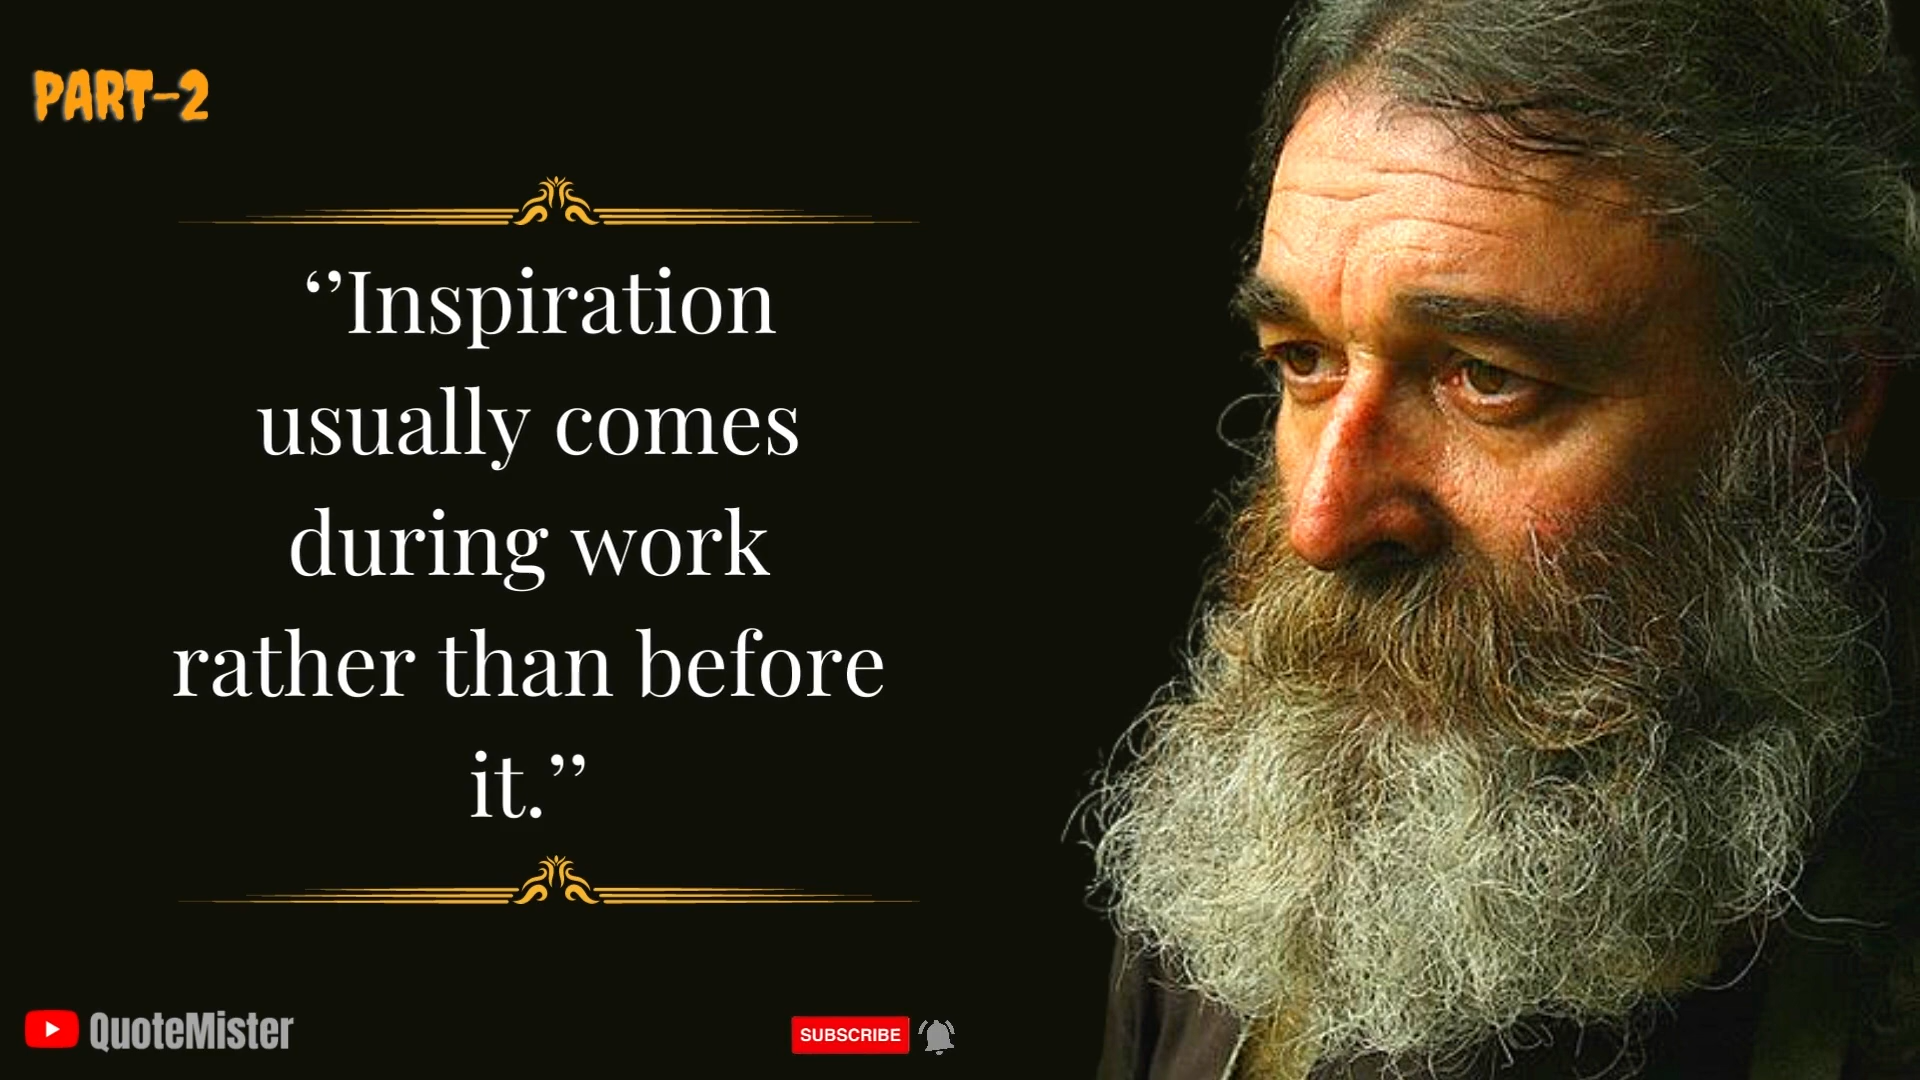 PART-2
‘’Inspiration
usually comes
during work
rather than before
it.’’
QuoteMister
SUBSCRIBE